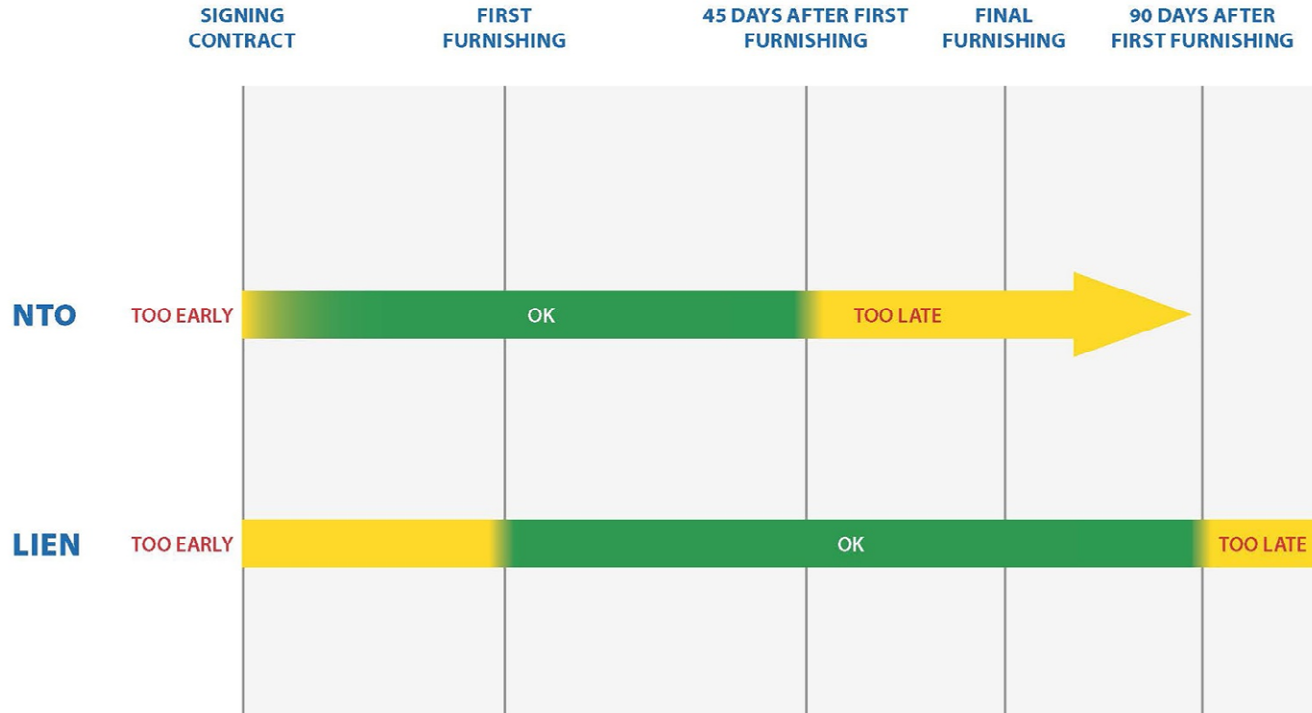 SIGNING
CONTRACT
FIRST
FURNISHING
45 DAYS AFTER FIRST
FURNISHING
FINAL
FURNISHING
90 DAYS AFTER
FIRST FURNISHING
NTO TOO EARLY OK TOO LATE
LIEN TOO EARLY OK TOO LATE